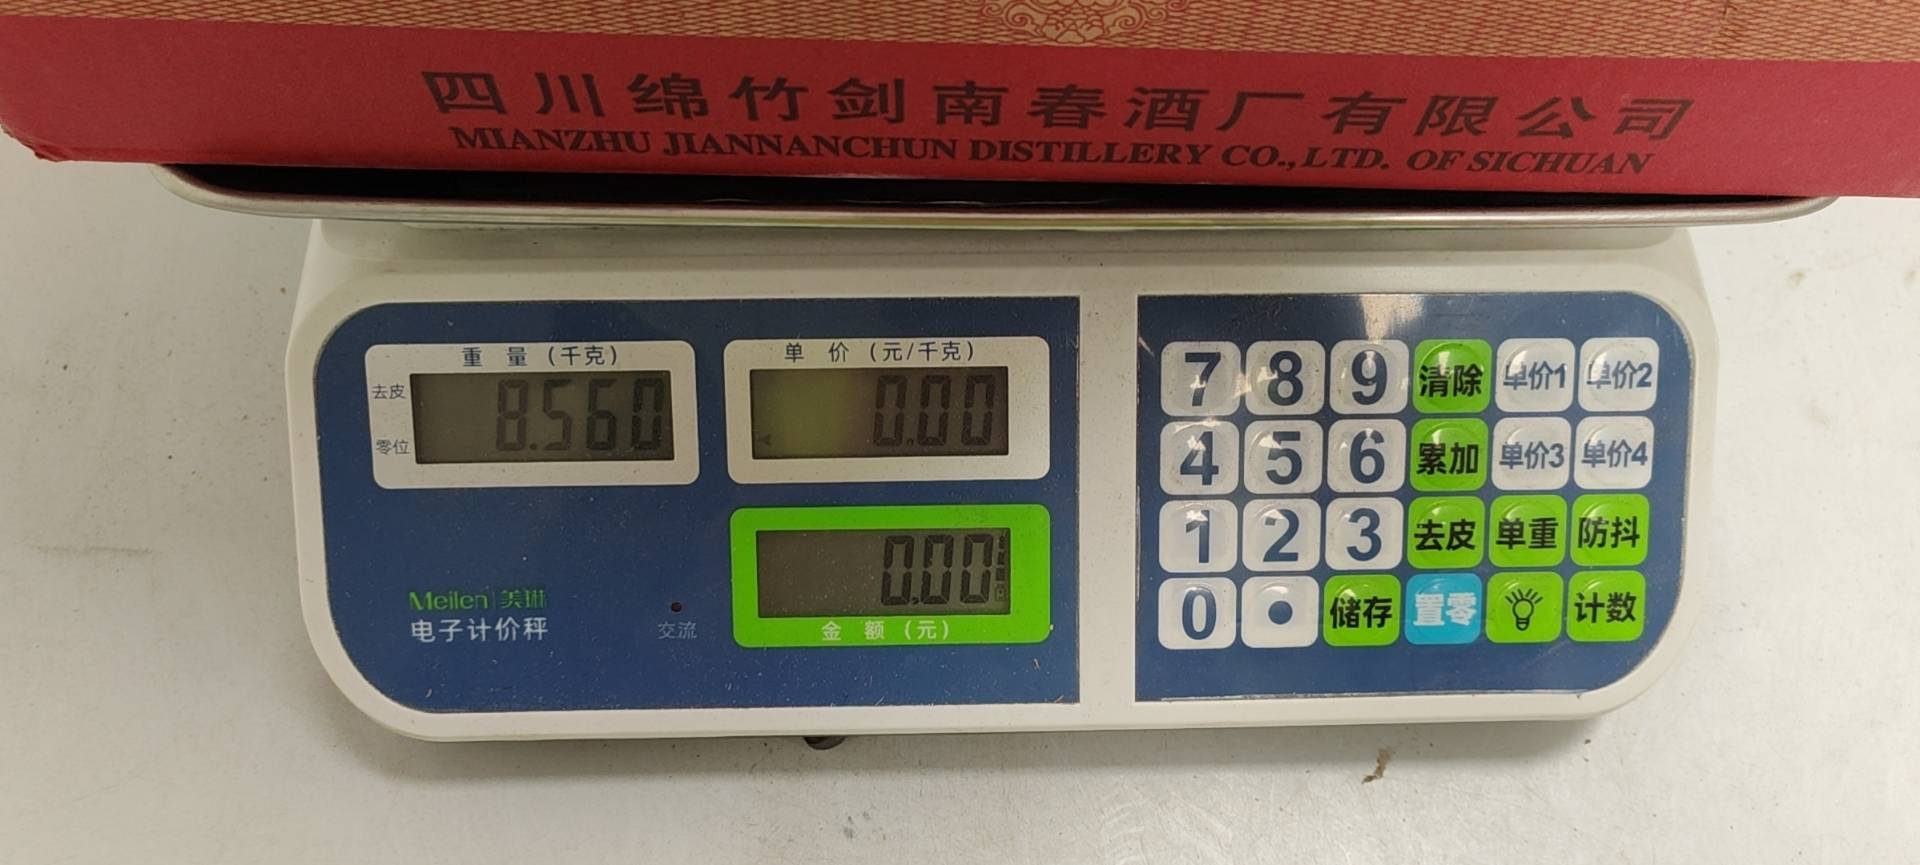 四川绵竹剑南春酒厂有限公司
MIANZHU JIANNANCHUN DISTILLERY CO.,LTD. OF SICHUAN
重量(千克)
单价(元/千克)
去皮
8.560
0.00
零位
0.00
金额(元)
Meilen 美琳
电子计价秤
交流
7 8 9 清除 单价1 单价2
4 5 6 累加 单价3 单价4
1 2 3 去皮 单重 防抖
0 • 储存 置零 计数